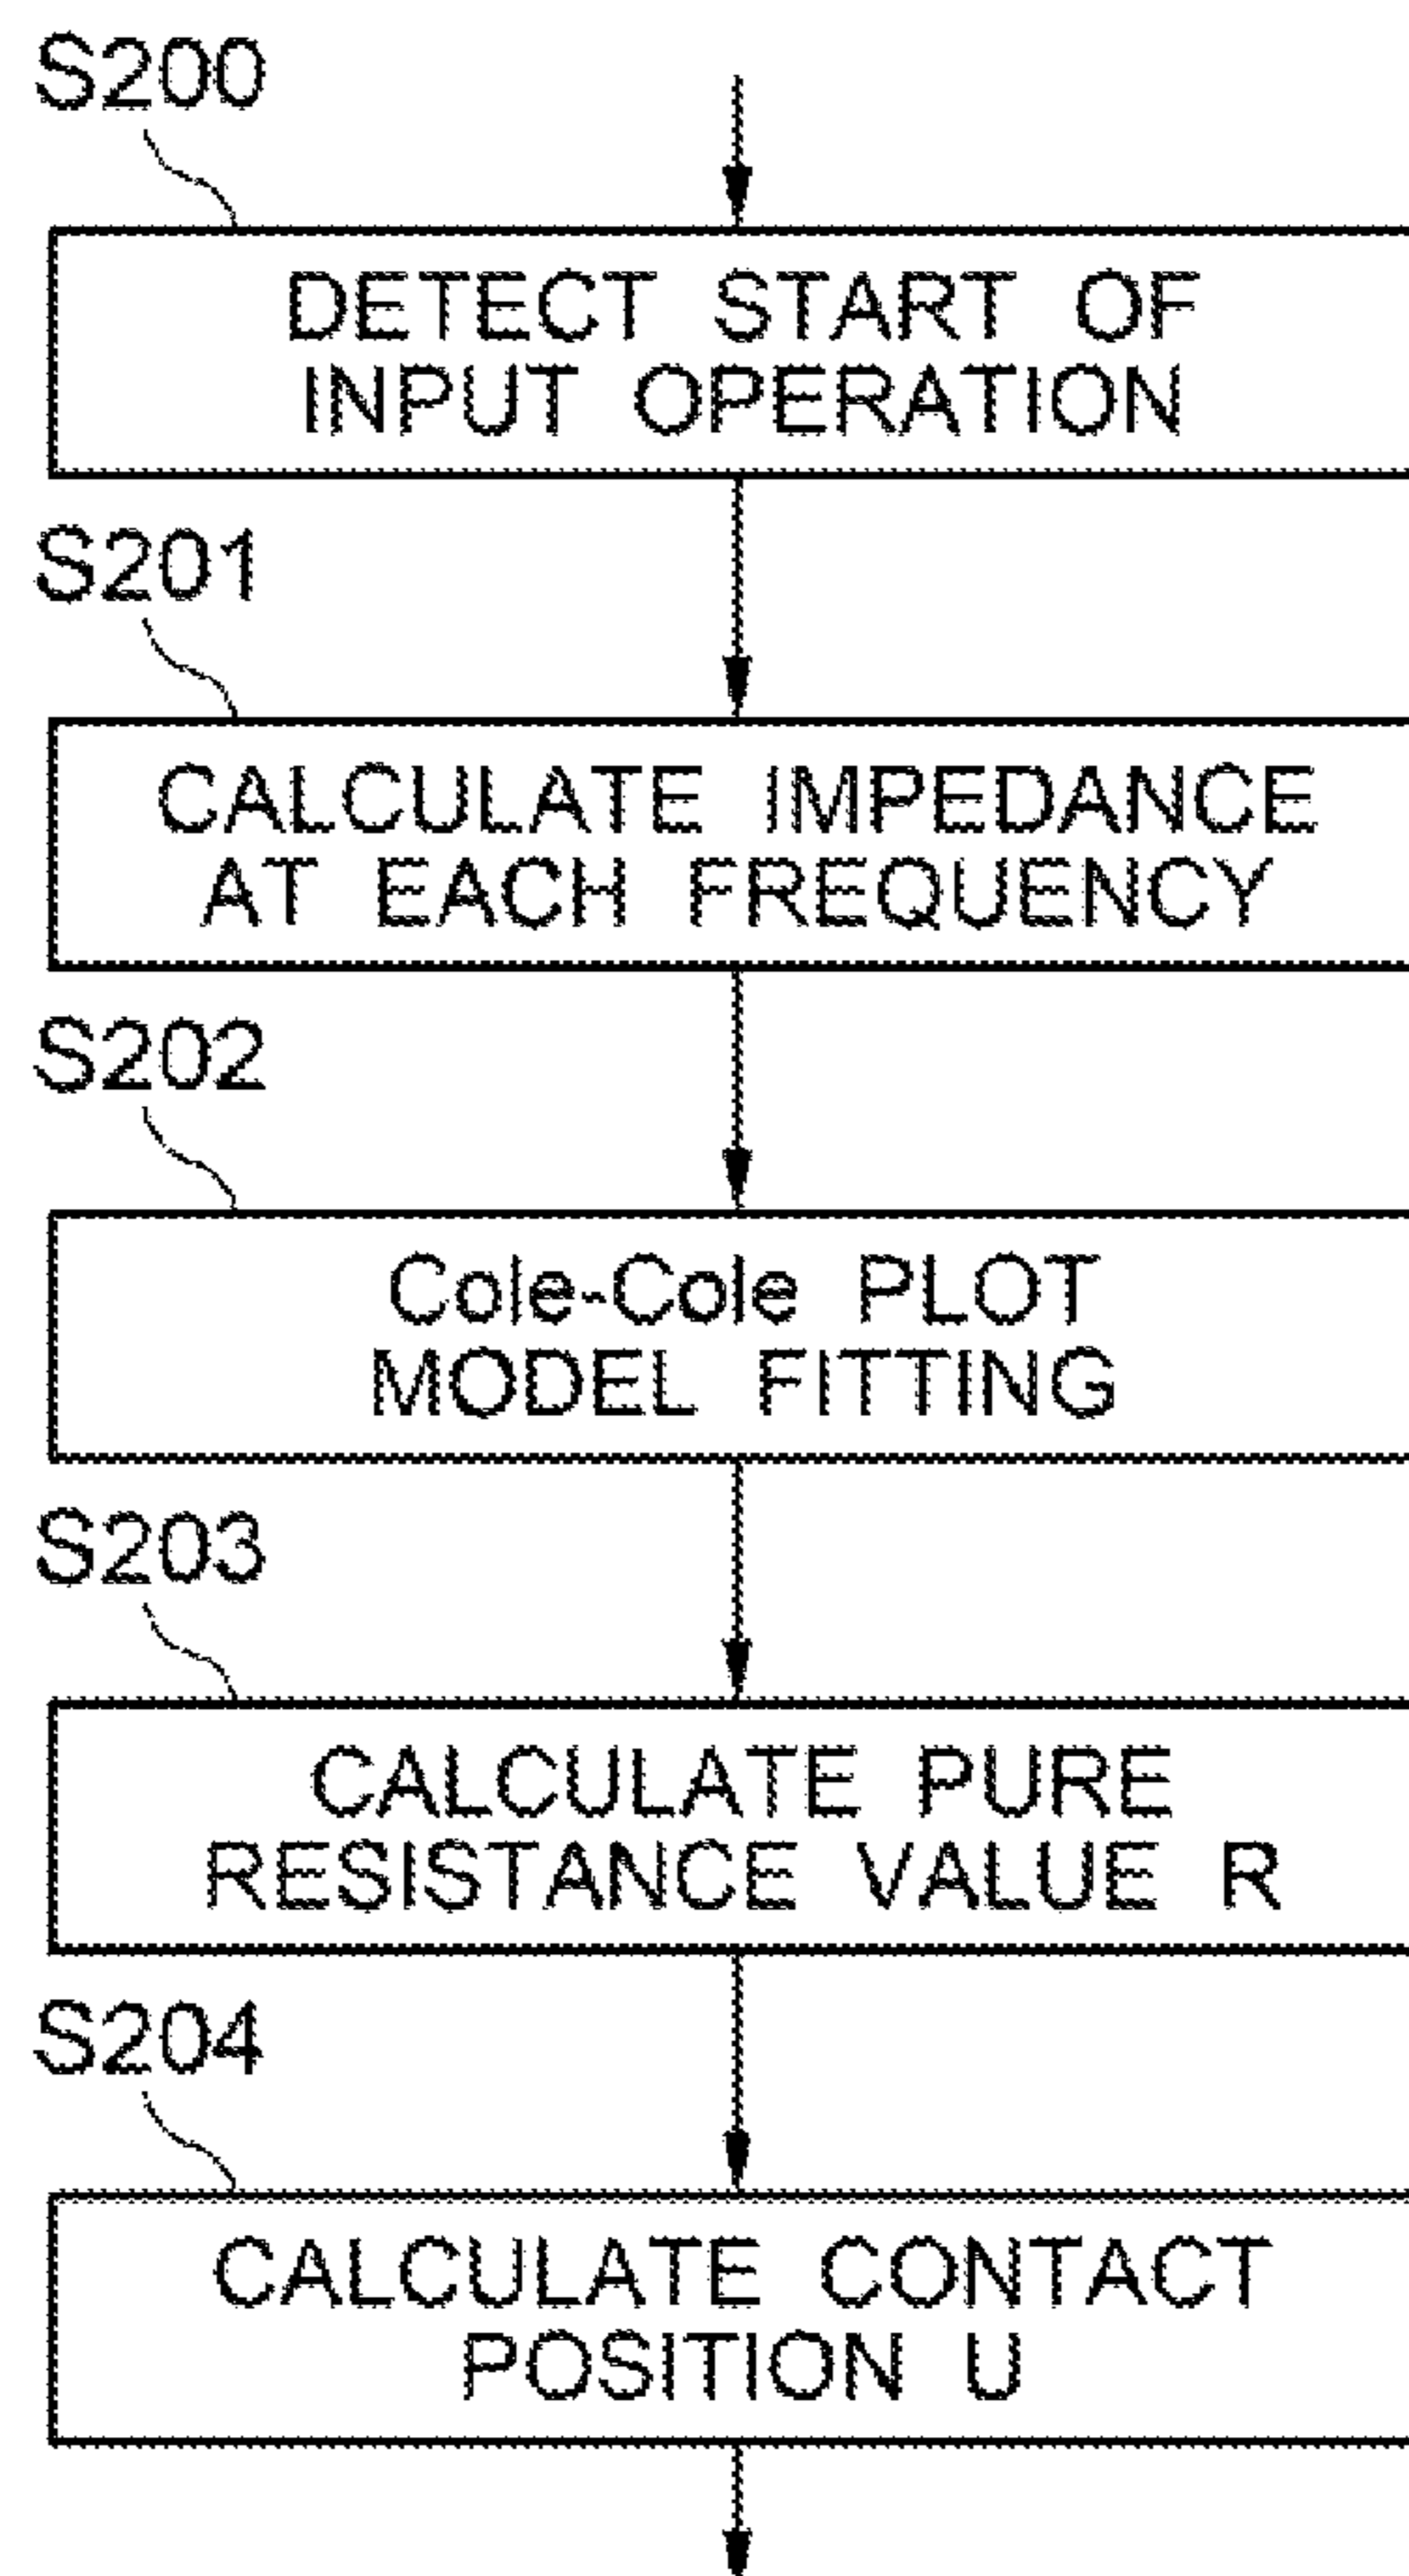 S200
DETECT START OF
INPUT OPERATION
S201
CALCULATE IMPEDANCE
AT EACH FREQUENCY
S202
Cole-Cole PLOT
MODEL FITTING
S203
CALCULATE PURE
RESISTANCE VALUE R
S204
CALCULATE CONTACT
POSITION U